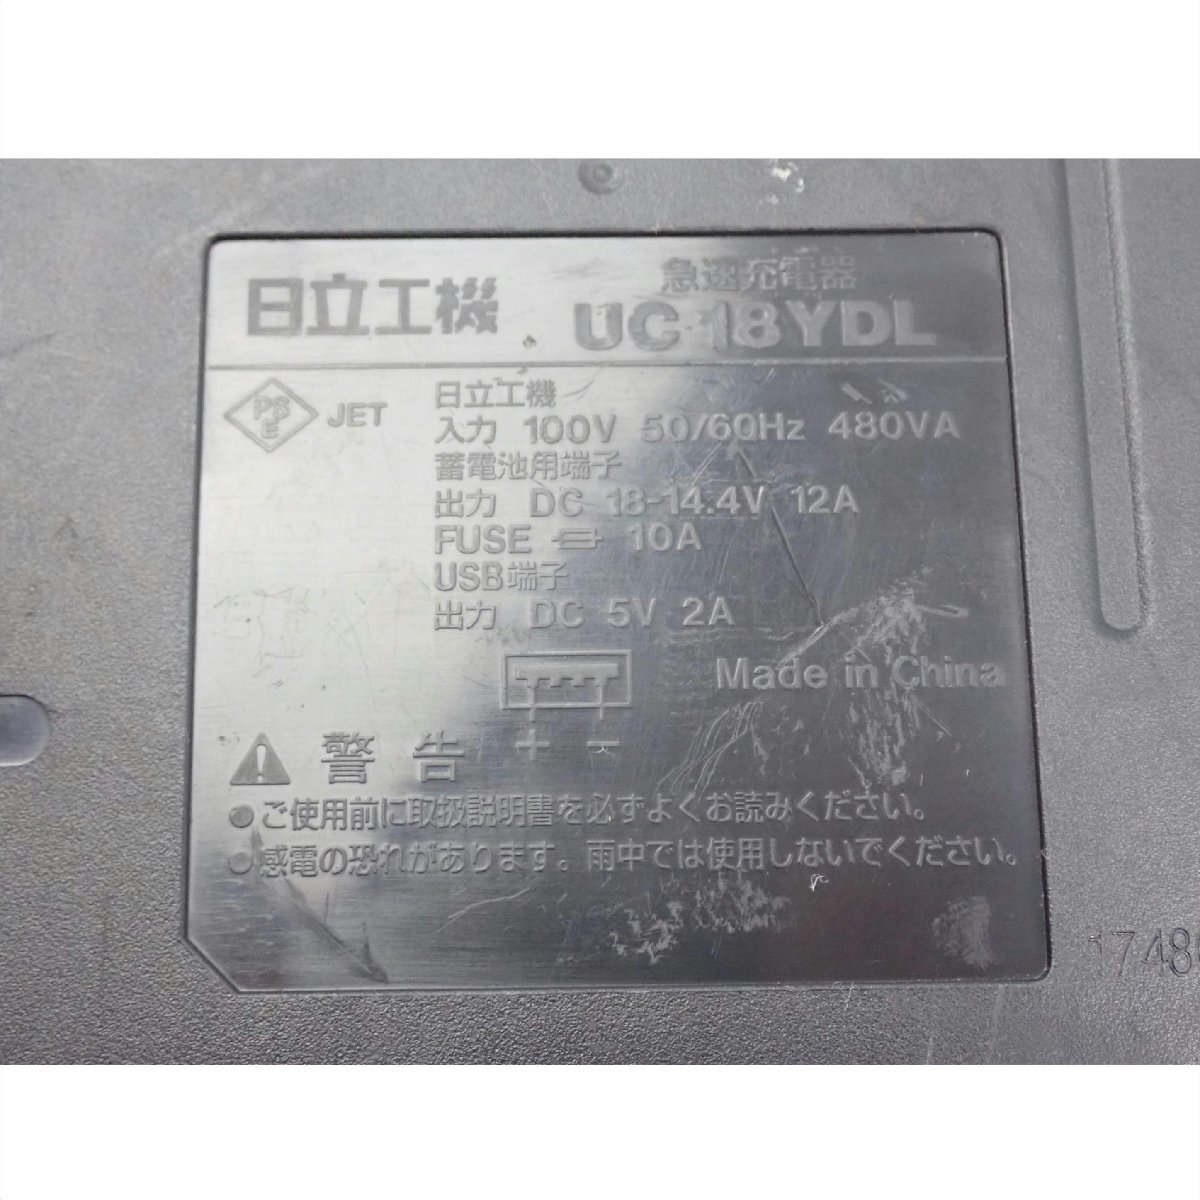 日立工機
急速充電器
UC 18YDL
PS
E
JET
日立工機
入力 100V 50/60Hz 480VA
蓄電池用端子
出力 DC 18-14.4V 12A
FUSE 10A
USB端子
出力 DC 5V 2A
Made in China
+ -
警告
●ご使用前に取扱説明書を必ずよくお読みください。
●感電の恐れがあります。雨中では使用しないでください。